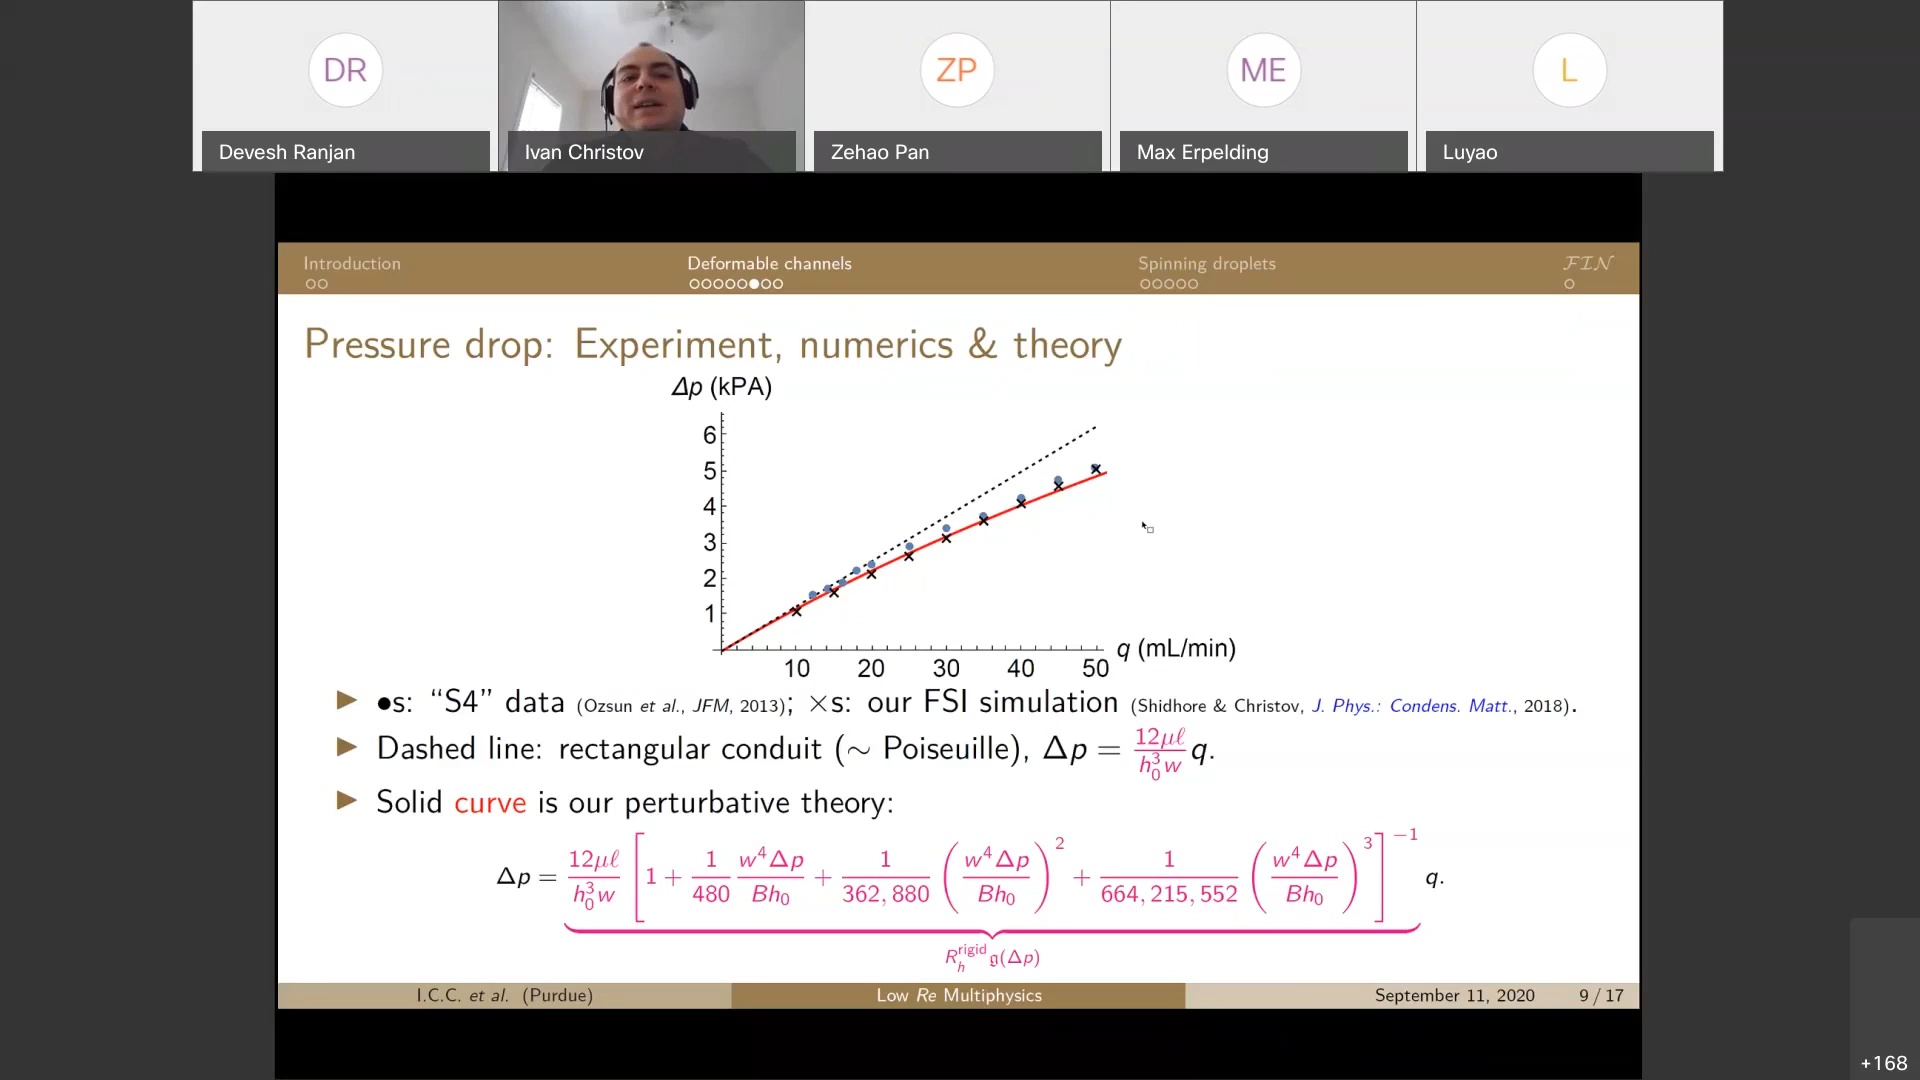 DR
ZP
ME
L
Devesh Ranjan
Ivan Christov
Zehao Pan
Max Erpelding
Luyao
Introduction
Deformable channels
Spinning droplets
FIN
Pressure drop: Experiment, numerics & theory
Δp (kPA)
6
5
4
3
2
1
10 20 30 40 50
q (mL/min)
▶ •s: “S4” data (Ozsun et al., JFM, 2013); ×s: our FSI simulation (Shidhore & Christov, J. Phys.: Condens. Matt., 2018).
▶ Dashed line: rectangular conduit (∼ Poiseuille), Δp = 12μℓ/h₀³w q.
▶ Solid curve is our perturbative theory:
Δp = 12μℓ/h₀³w [1 + 1/480 w⁴Δp/Bh₀ + 1/362,880 (w⁴Δp/Bh₀)² + 1/664,215,552 (w⁴Δp/Bh₀)³]⁻¹ q.
R_h^rigid 𝔤(Δp)
I.C.C. et al. (Purdue)
Low Re Multiphysics
September 11, 2020
9 / 17
+168